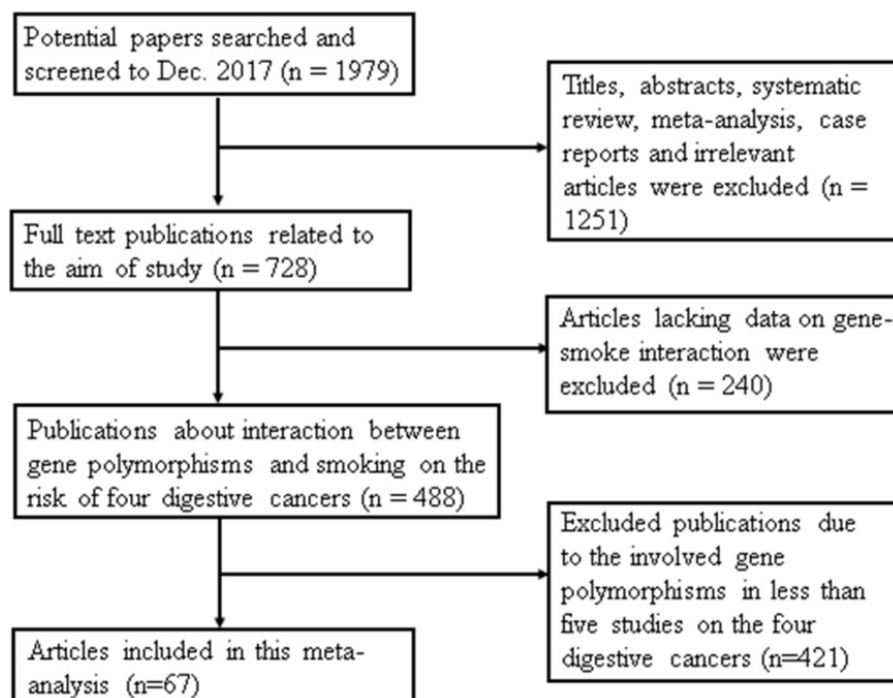 Potential papers searched and
screened to Dec. 2017 (n = 1979)
Titles, abstracts, systematic
review, meta-analysis, case
reports and irrelevant
articles were excluded (n =
1251)
Full text publications related to
the aim of study (n = 728)
Articles lacking data on gene-
smoke interaction were
excluded (n = 240)
Publications about interaction between
gene polymorphisms and smoking on the
risk of four digestive cancers (n = 488)
Excluded publications due
to the involved gene
polymorphisms in less than
five studies on the four
digestive cancers (n=421)
Articles included in this meta-
analysis (n=67)